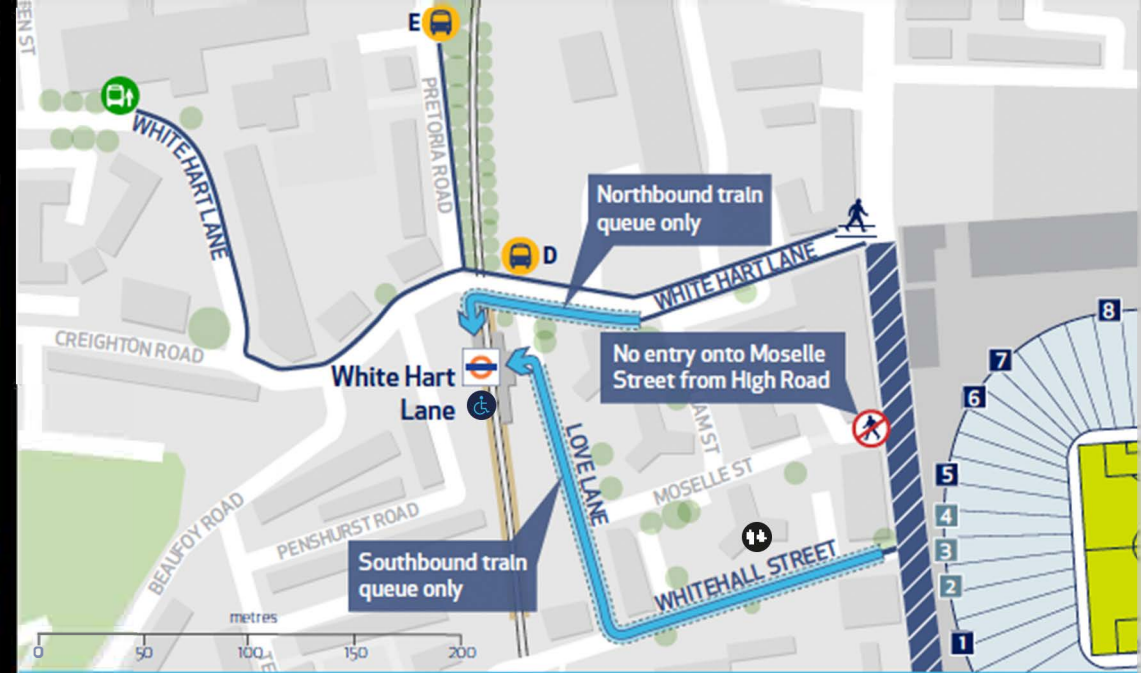 E
PRETORIA ROAD
WHITE HART LANE
Northbound train
queue only
D
WHITE HART LANE
8
CREIGHTON ROAD
No entry onto Moselle
Street from High Road
7
White Hart
Lane
6
LOVE LANE
MOSELLE ST
5
4
BEAUFOY ROAD
PENSHURST ROAD
3
Southbound train
queue only
WHITEHALL STREET
2
metres
1
0 50 100 150 200